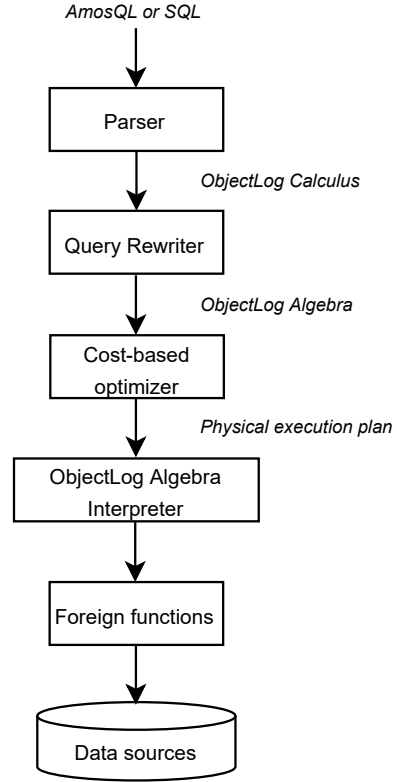 AmosQL or SQL
Parser
ObjectLog Calculus
Query Rewriter
ObjectLog Algebra
Cost-based
optimizer
Physical execution plan
ObjectLog Algebra
Interpreter
Foreign functions
Data sources